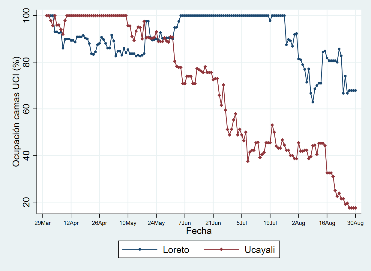 Ocupación camas UCI (%)
100
80
60
40
20
29Mar 12Apr 26Apr 10May 24May 7Jun 21Jun 5Jul 19Jul 2Aug 16Aug 30Aug
Fecha
Loreto Ucayali